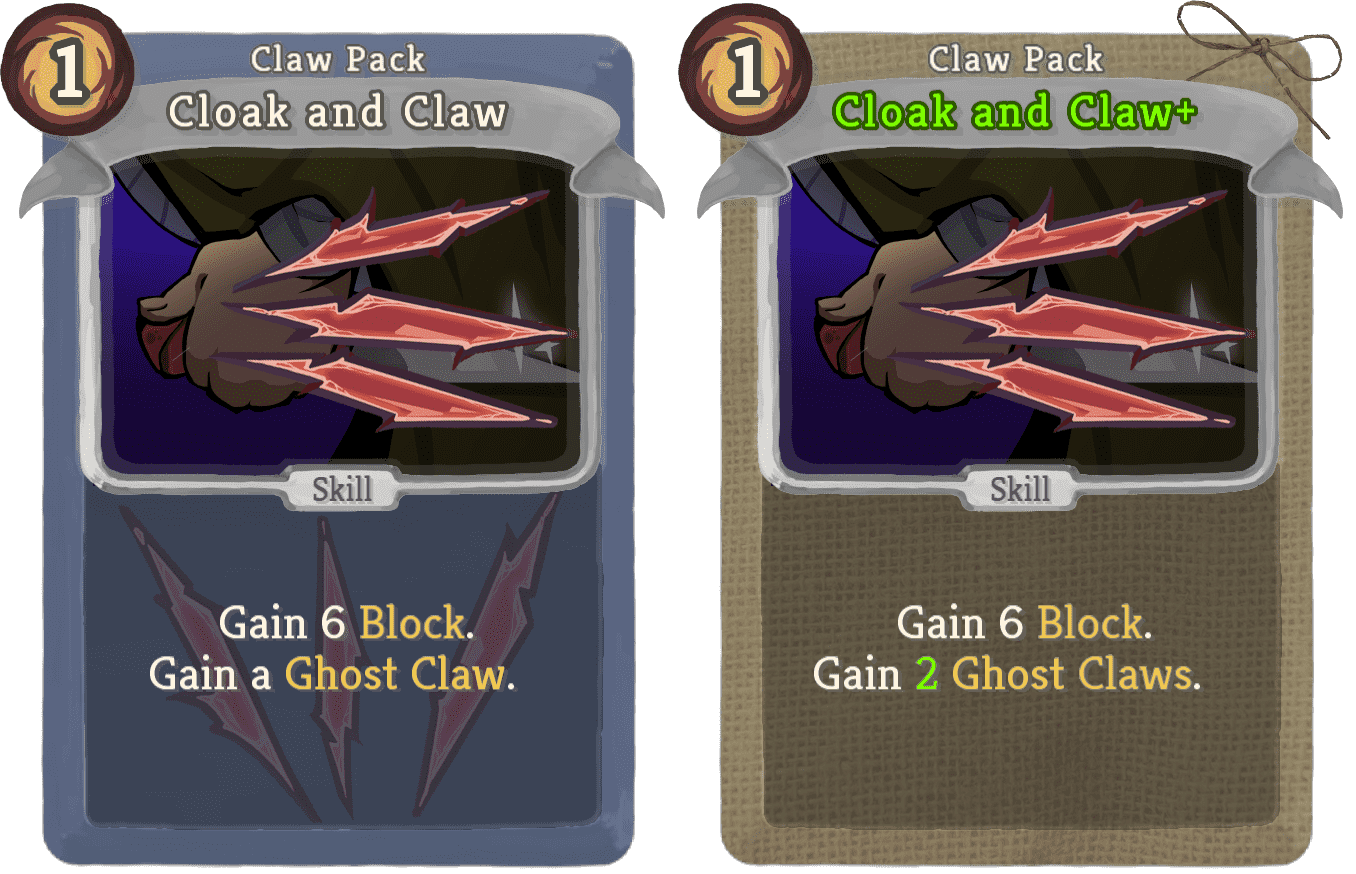 1
Claw Pack
Cloak and Claw
Skill
Gain 6 Block.
Gain a Ghost Claw.
1
Claw Pack
Cloak and Claw+
Skill
Gain 6 Block.
Gain 2 Ghost Claws.